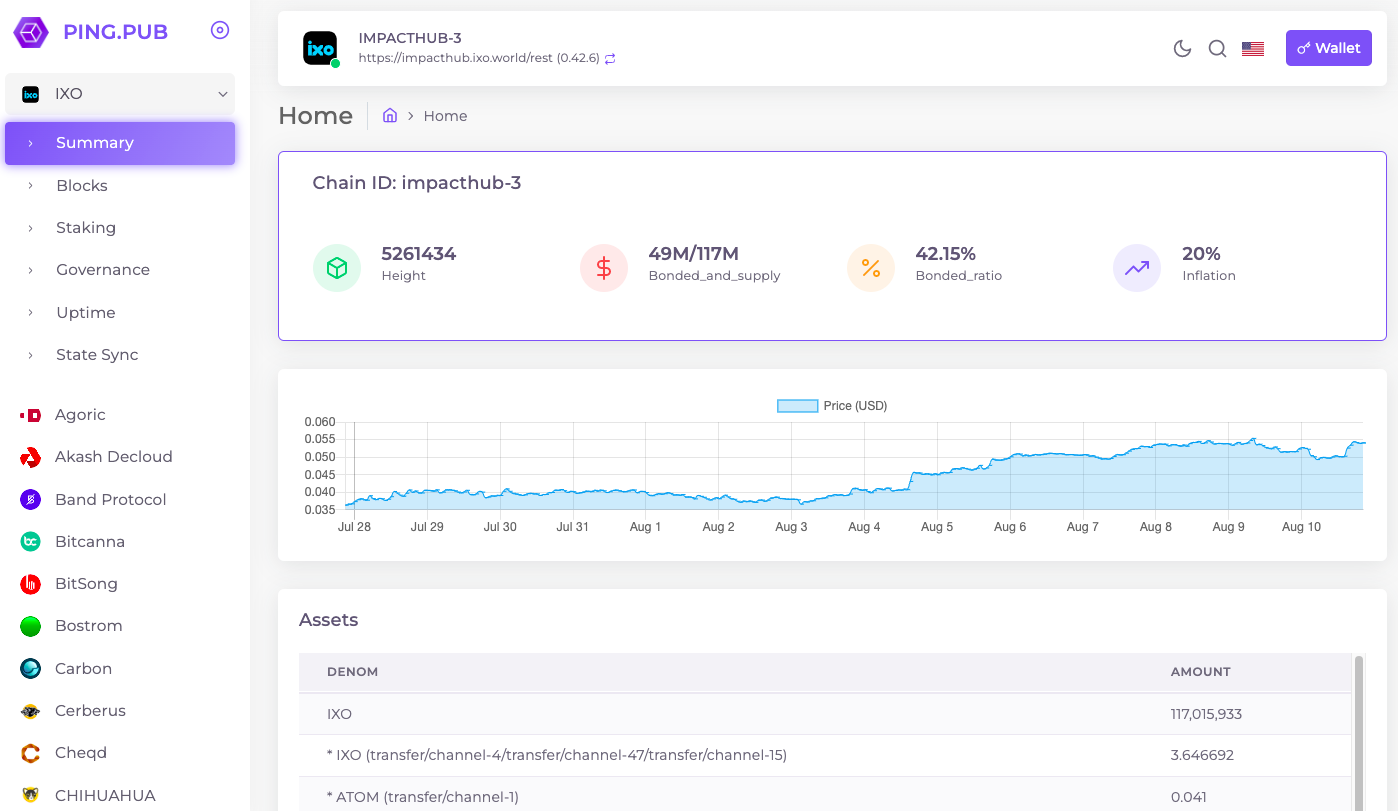 PING.PUB
IXO
Summary
Blocks
Staking
Governance
Uptime
State Sync
Agoric
Akash Decloud
Band Protocol
Bitcanna
BitSong
Bostrom
Carbon
Cerberus
Cheqd
CHIHUAHUA
ixo
IMPACTHUB-3
https://impacthub.ixo.world/rest (0.42.6)
Wallet
Home
Home
Chain ID: impacthub-3
5261434
Height
49M/117M
Bonded_and_supply
42.15%
Bonded_ratio
20%
Inflation
Price (USD)
0.060
0.055
0.050
0.045
0.040
0.035
Jul 28 Jul 29 Jul 30 Jul 31 Aug 1 Aug 2 Aug 3 Aug 4 Aug 5 Aug 6 Aug 7 Aug 8 Aug 9 Aug 10
Assets
DENOM AMOUNT
IXO 117,015,933
* IXO (transfer/channel-4/transfer/channel-47/transfer/channel-15) 3.646692
* ATOM (transfer/channel-1) 0.041